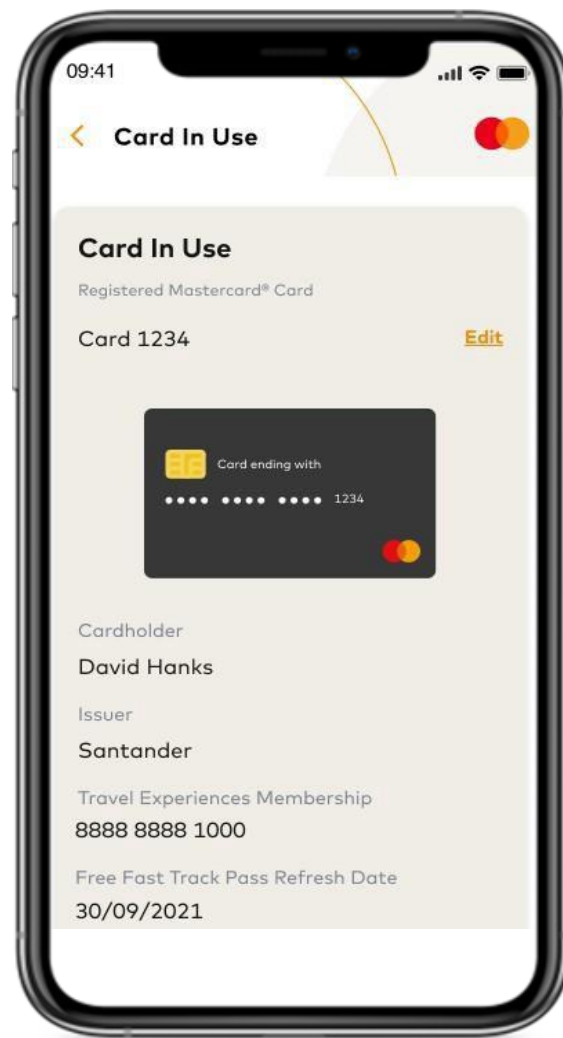 09:41
Card In Use
Card In Use
Registered Mastercard® Card
Card 1234
Edit
Card ending with
•••• •••• •••• 1234
Cardholder
David Hanks
Issuer
Santander
Travel Experiences Membership
8888 8888 1000
Free Fast Track Pass Refresh Date
30/09/2021